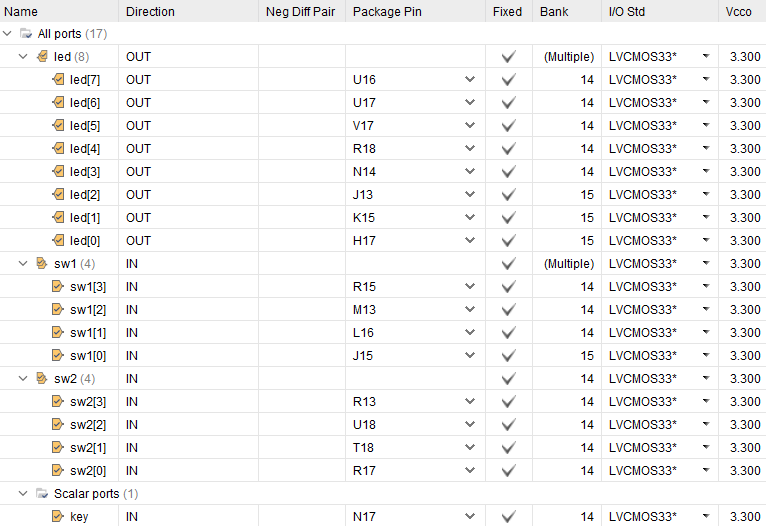 Name Direction Neg Diff Pair Package Pin Fixed Bank I/O Std Vcco
All ports (17)
led (8) OUT (Multiple) LVCMOS33* 3.300
led[7] OUT U16 14 LVCMOS33* 3.300
led[6] OUT U17 14 LVCMOS33* 3.300
led[5] OUT V17 14 LVCMOS33* 3.300
led[4] OUT R18 14 LVCMOS33* 3.300
led[3] OUT N14 14 LVCMOS33* 3.300
led[2] OUT J13 15 LVCMOS33* 3.300
led[1] OUT K15 15 LVCMOS33* 3.300
led[0] OUT H17 15 LVCMOS33* 3.300
sw1 (4) IN (Multiple) LVCMOS33* 3.300
sw1[3] IN R15 14 LVCMOS33* 3.300
sw1[2] IN M13 14 LVCMOS33* 3.300
sw1[1] IN L16 14 LVCMOS33* 3.300
sw1[0] IN J15 15 LVCMOS33* 3.300
sw2 (4) IN 14 LVCMOS33* 3.300
sw2[3] IN R13 14 LVCMOS33* 3.300
sw2[2] IN U18 14 LVCMOS33* 3.300
sw2[1] IN T18 14 LVCMOS33* 3.300
sw2[0] IN R17 14 LVCMOS33* 3.300
Scalar ports (1)
key IN N17 14 LVCMOS33* 3.300